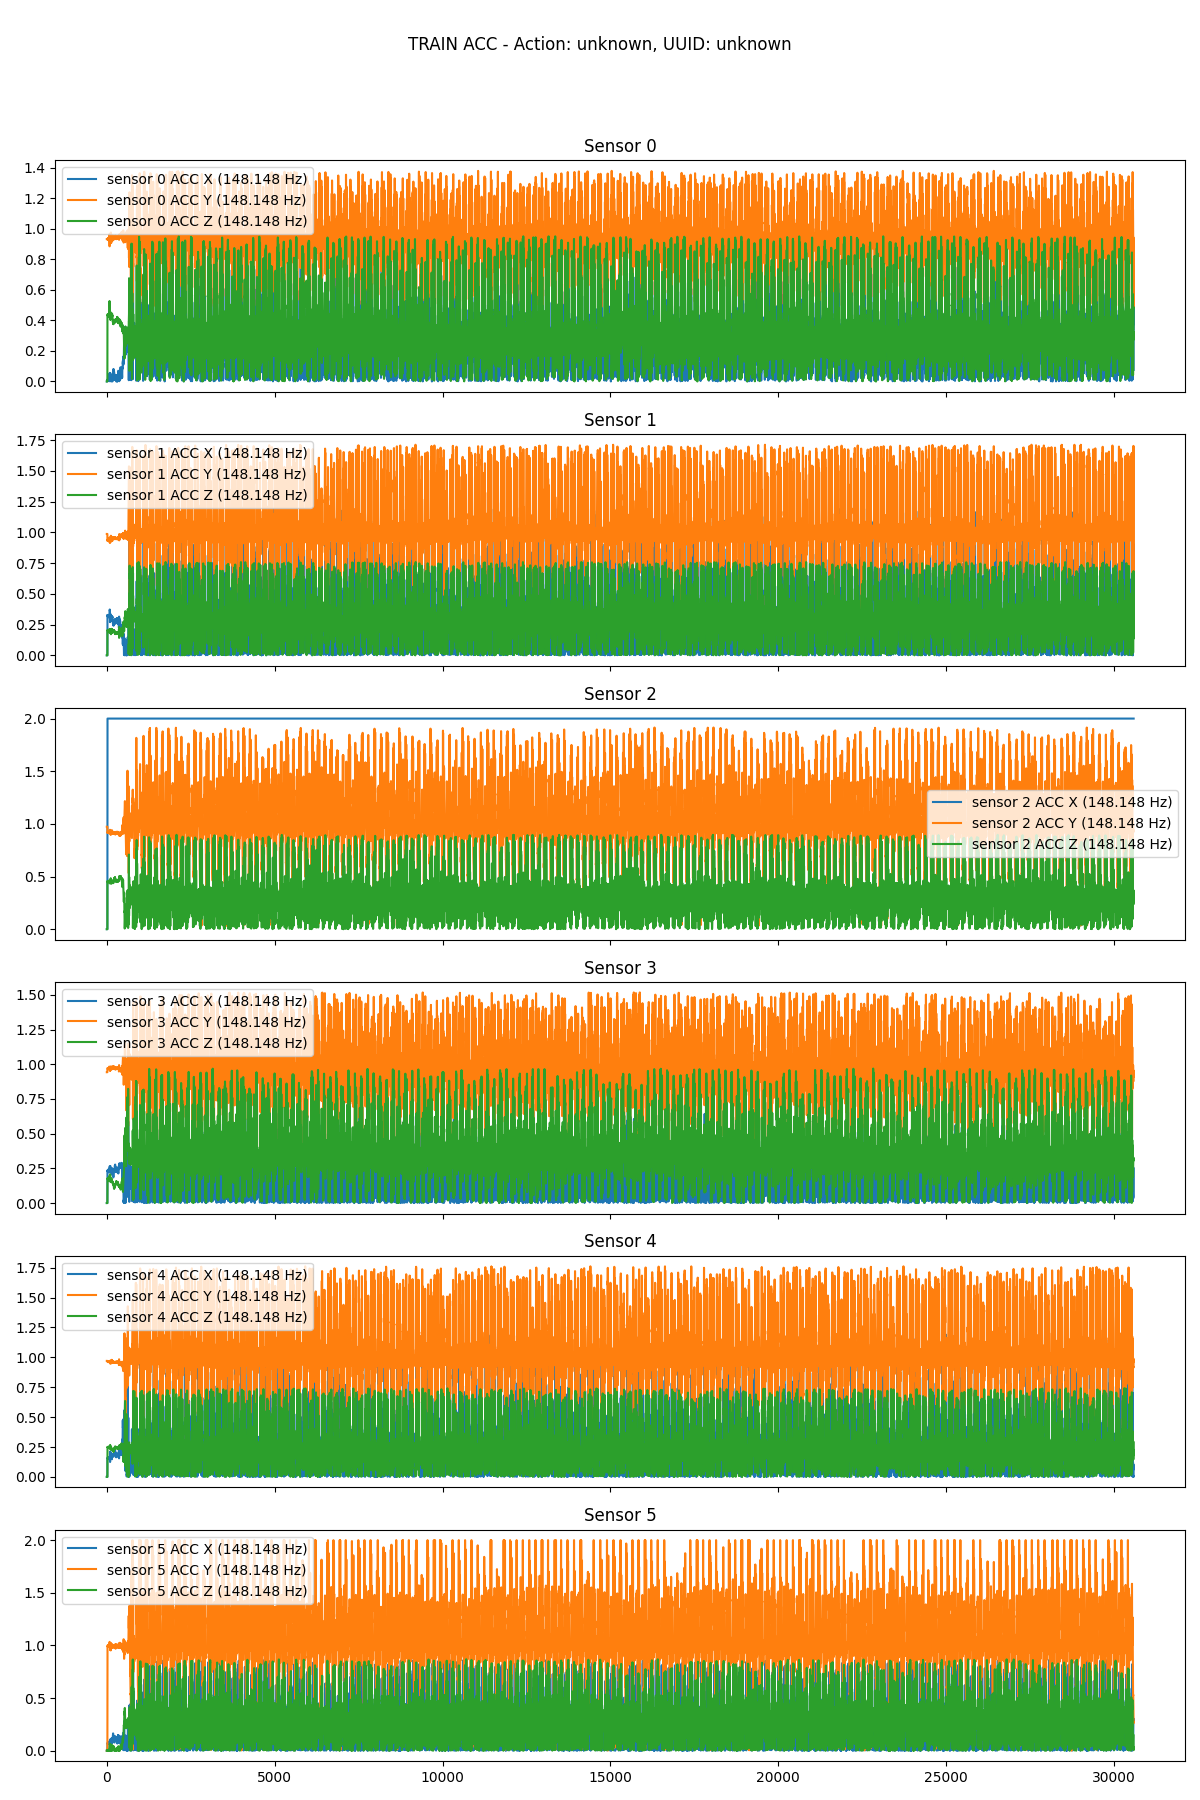 TRAIN ACC - Action: unknown, UUID: unknown
Sensor 0
1.4
1.2
1.0
0.8
0.6
0.4
0.2
0.0
sensor 0 ACC X (148.148 Hz)
sensor 0 ACC Y (148.148 Hz)
sensor 0 ACC Z (148.148 Hz)
Sensor 1
1.75
1.50
1.25
1.00
0.75
0.50
0.25
0.00
sensor 1 ACC X (148.148 Hz)
sensor 1 ACC Y (148.148 Hz)
sensor 1 ACC Z (148.148 Hz)
Sensor 2
2.0
1.5
1.0
0.5
0.0
sensor 2 ACC X (148.148 Hz)
sensor 2 ACC Y (148.148 Hz)
sensor 2 ACC Z (148.148 Hz)
Sensor 3
1.50
1.25
1.00
0.75
0.50
0.25
0.00
sensor 3 ACC X (148.148 Hz)
sensor 3 ACC Y (148.148 Hz)
sensor 3 ACC Z (148.148 Hz)
Sensor 4
1.75
1.50
1.25
1.00
0.75
0.50
0.25
0.00
sensor 4 ACC X (148.148 Hz)
sensor 4 ACC Y (148.148 Hz)
sensor 4 ACC Z (148.148 Hz)
Sensor 5
2.0
1.5
1.0
0.5
0.0
sensor 5 ACC X (148.148 Hz)
sensor 5 ACC Y (148.148 Hz)
sensor 5 ACC Z (148.148 Hz)
0 5000 10000 15000 20000 25000 30000